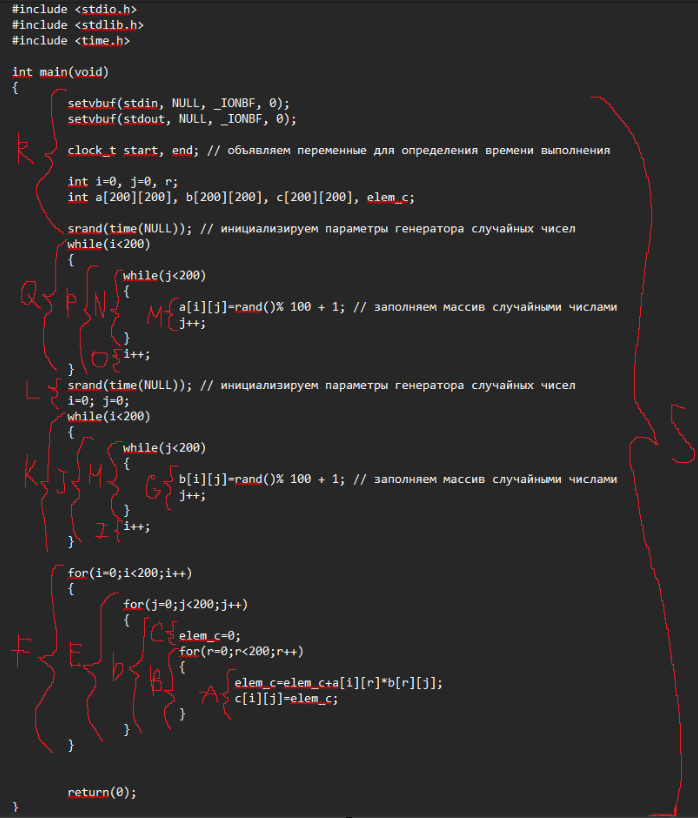 #include <stdio.h>
#include <stdlib.h>
#include <time.h>
int main(void)
{
setvbuf(stdin, NULL, _IONBF, 0);
setvbuf(stdout, NULL, _IONBF, 0);
R clock_t start, end; // объявляем переменные для определения времени выполнения
int i=0, j=0, r;
int a[200][200], b[200][200], c[200][200], elem_c;
srand(time(NULL)); // инициализируем параметры генератора случайных чисел
while(i<200)
{
while(j<200)
Q P N {
M a[i][j]=rand()% 100 + 1; // заполняем массив случайными числами
j++;
}
O i++;
}
L srand(time(NULL)); // инициализируем параметры генератора случайных чисел
i=0; j=0;
while(i<200)
S
{
while(j<200)
K J H {
G b[i][j]=rand()% 100 + 1; // заполняем массив случайными числами
j++;
}
I i++;
}
for(i=0;i<200;i++)
{
for(j=0;j<200;j++)
{
C elem_c=0;
F E D for(r=0;r<200;r++)
B {
A elem_c=elem_c+a[i][r]*b[r][j];
c[i][j]=elem_c;
}
}
}
return(0);
}